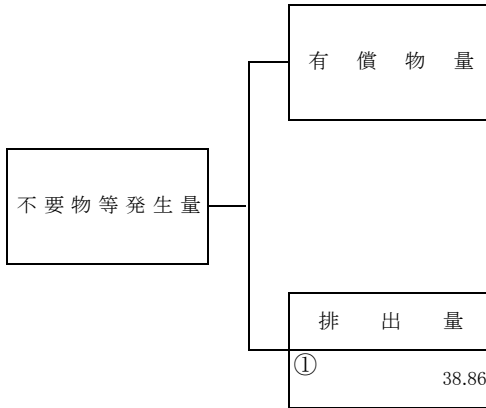 有償物量
不要物等発生量
排出量
①
38.86